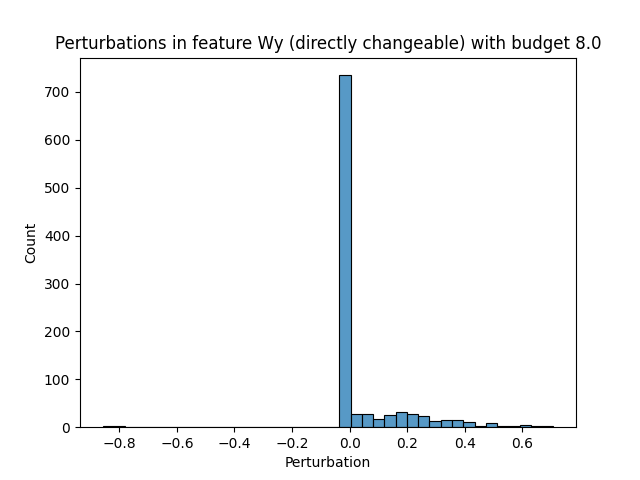 Perturbations in feature Wy (directly changeable) with budget 8.0
700
600
500
400
300
200
100
0
Count
−0.8 −0.6 −0.4 −0.2 0.0 0.2 0.4 0.6
Perturbation